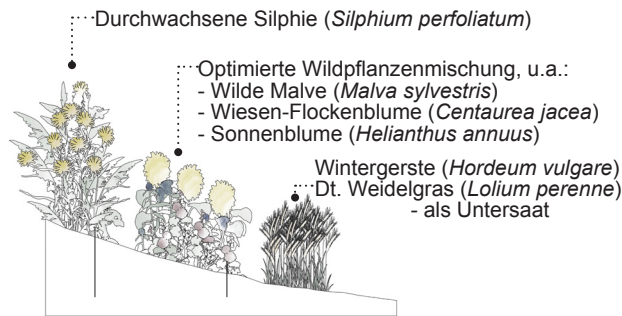 Durchwachsene Silphie (Silphium perfoliatum)
Optimierte Wildpflanzenmischung, u.a.:
- Wilde Malve (Malva sylvestris)
- Wiesen-Flockenblume (Centaurea jacea)
- Sonnenblume (Helianthus annuus)
Wintergerste (Hordeum vulgare)
Dt. Weidelgras (Lolium perenne)
- als Untersaat